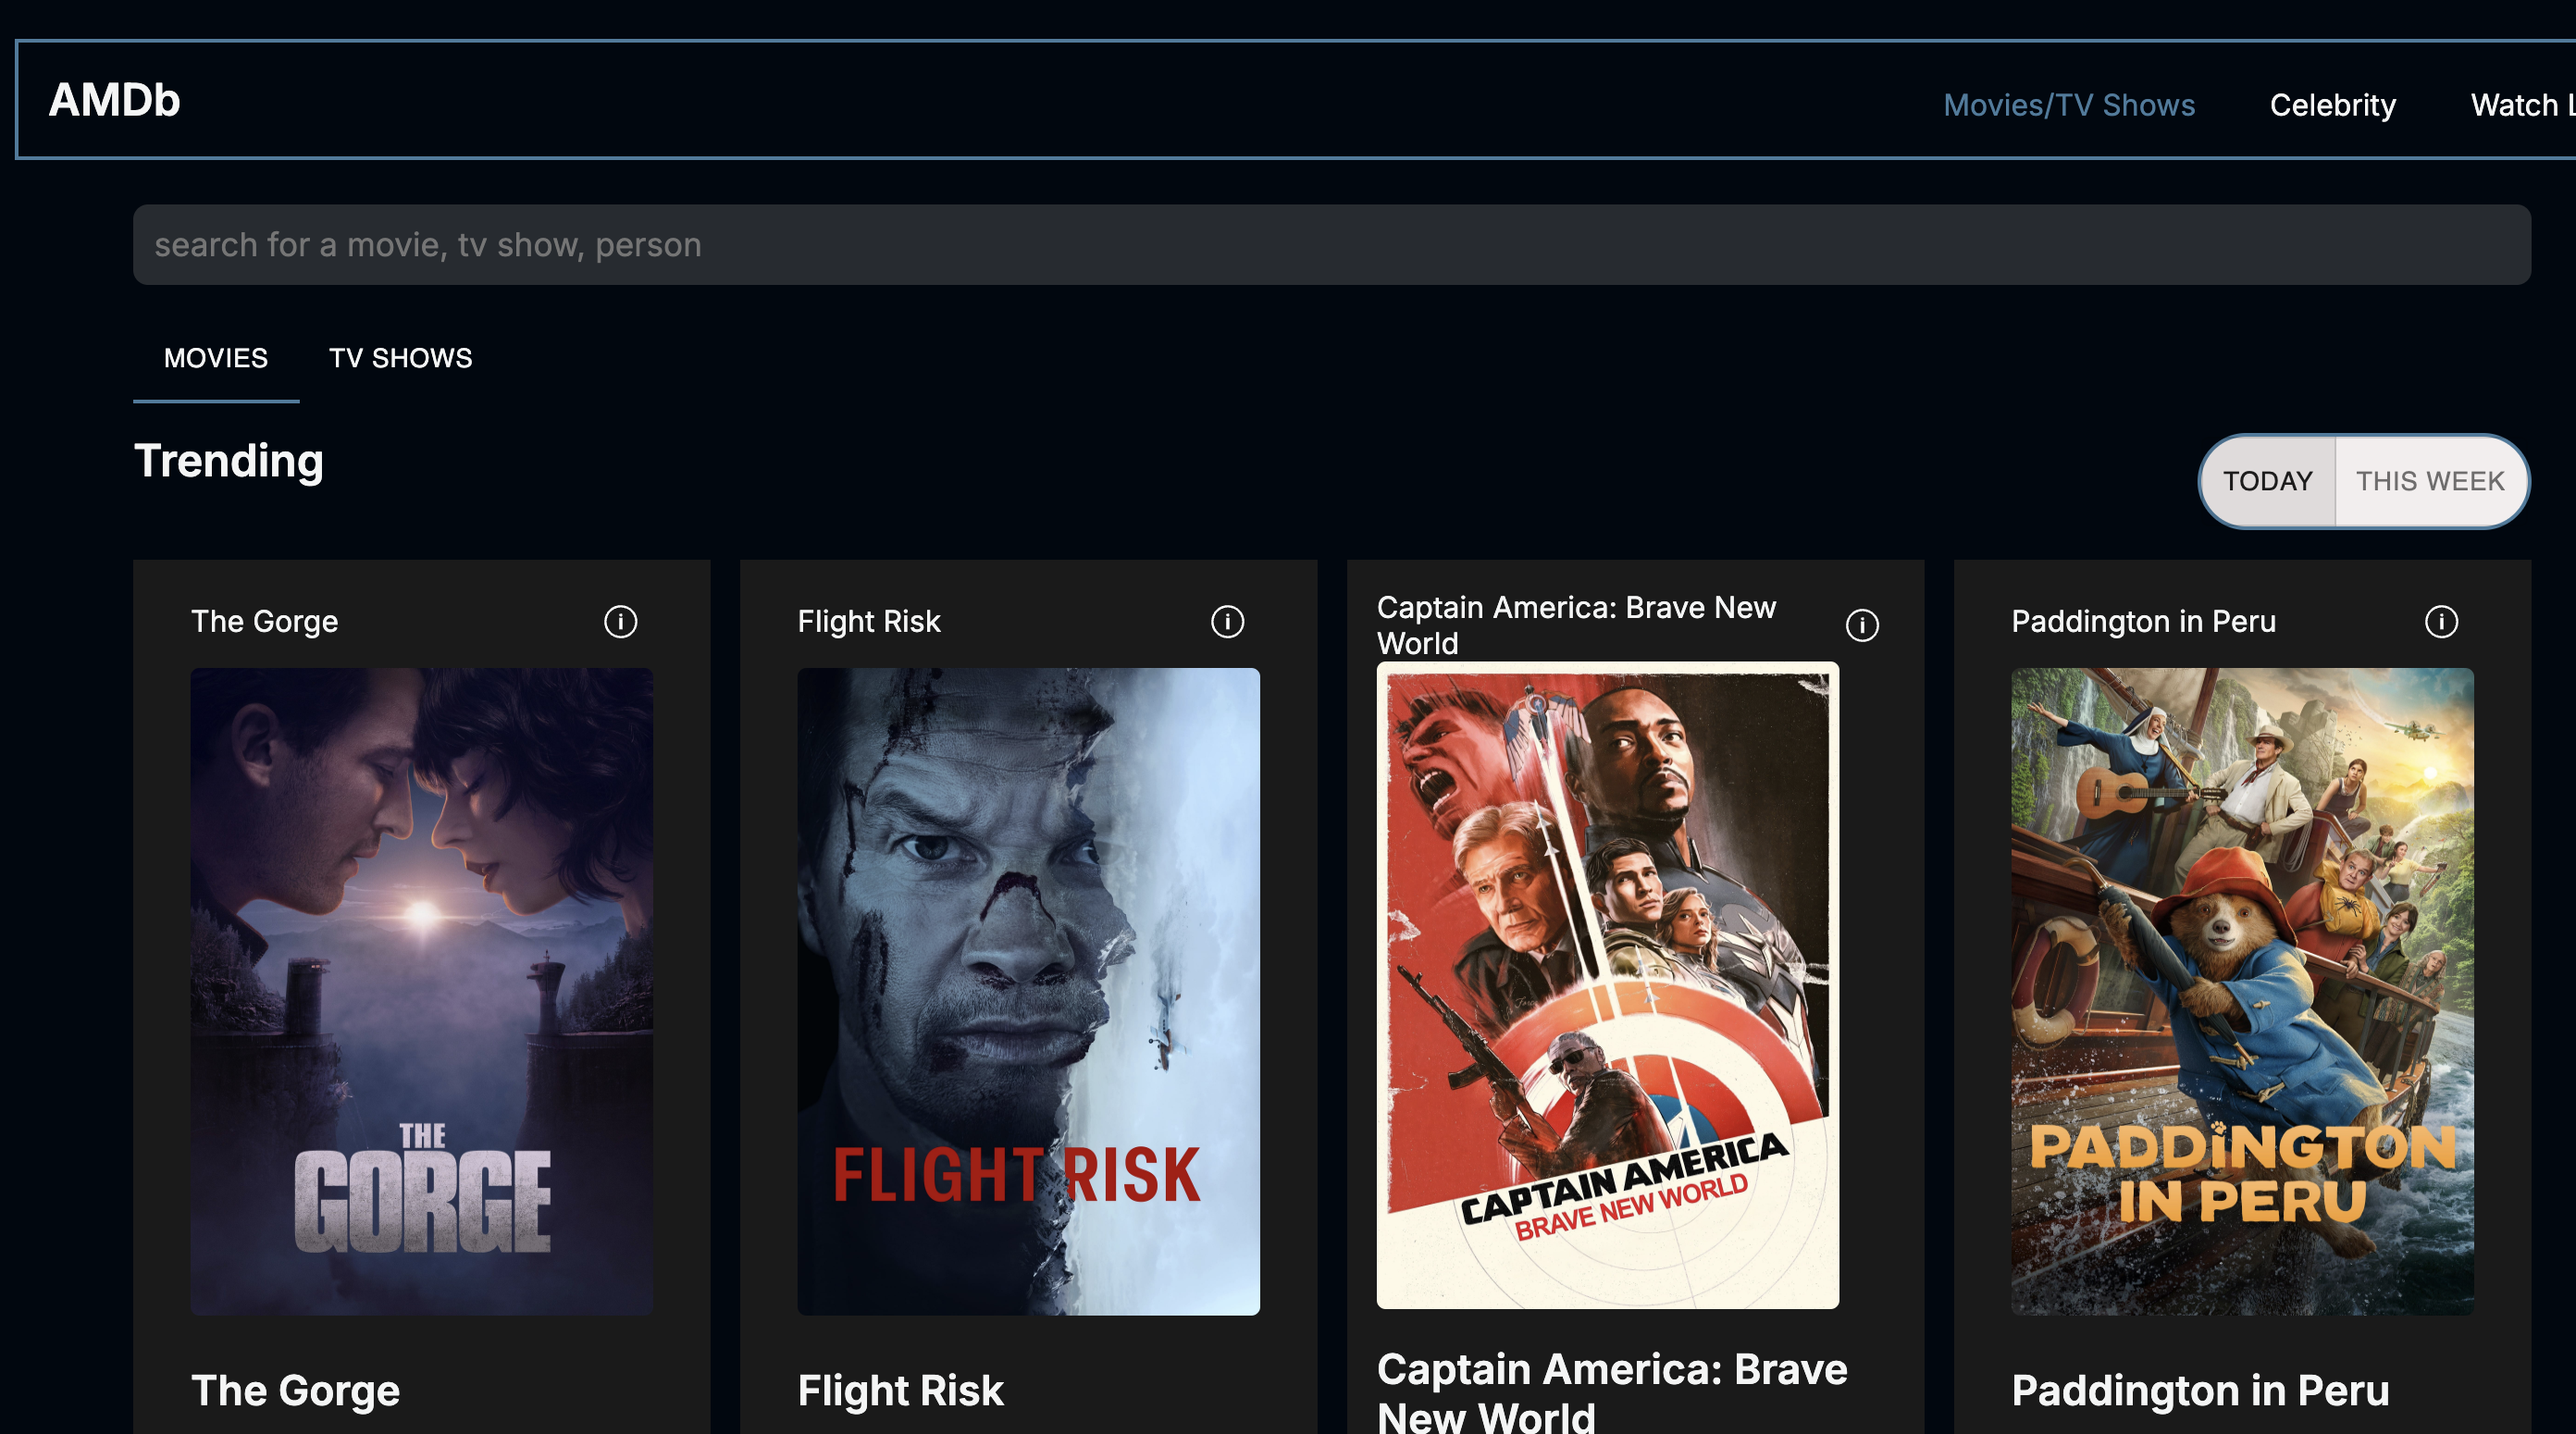 AMDb
Movies/TV Shows
Celebrity
Watch L
search for a movie, tv show, person
MOVIES
TV SHOWS
Trending
TODAY
THIS WEEK
The Gorge
Flight Risk
Captain America: Brave New
World
Paddington in Peru
THE
GORGE
FLIGHT RISK
CAPTAIN AMERICA
BRAVE NEW WORLD
PADDiNGTON
IN PERU
The Gorge
Flight Risk
Captain America: Brave
New World
Paddington in Peru